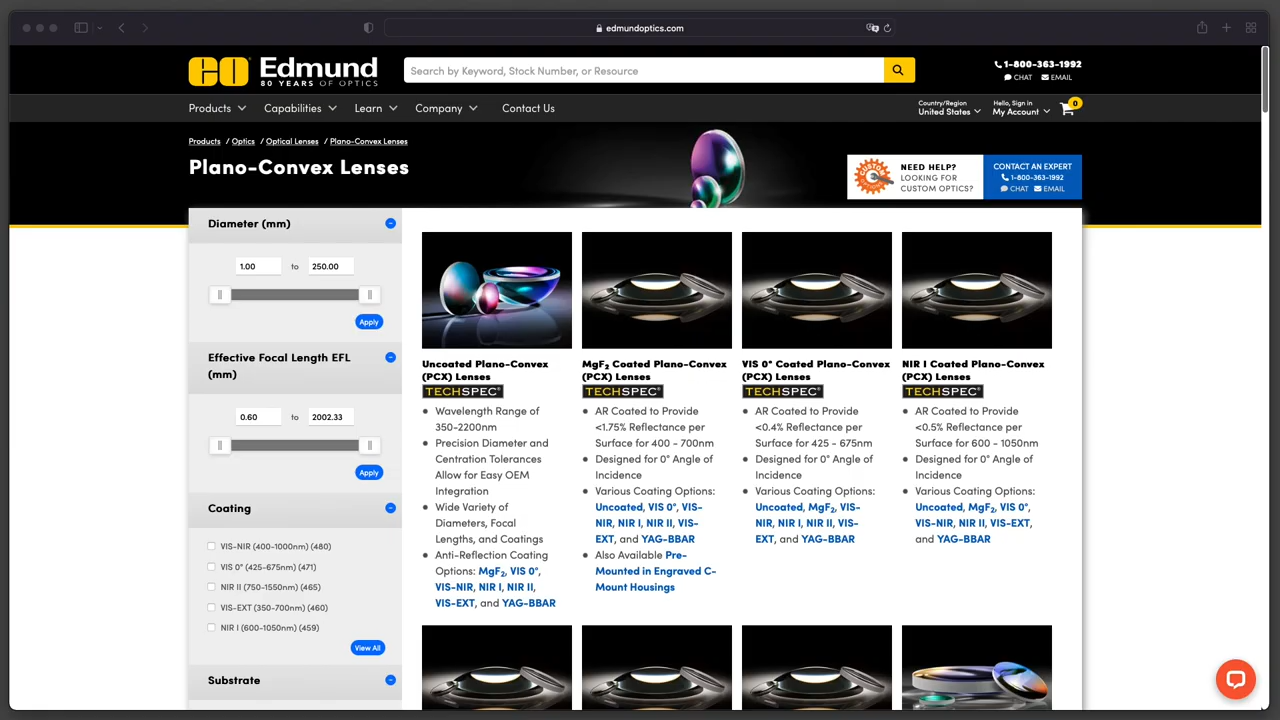 edmundoptics.com
EO Edmund
80 YEARS OF OPTICS
Search by Keyword, Stock Number, or Resource
1-800-363-1992
CHAT EMAIL
Products Capabilities Learn Company Contact Us
Country/Region
United States
Hello, Sign in
My Account
0
Products / Optics / Optical Lenses / Plano-Convex Lenses
Plano-Convex Lenses
NEED HELP?
LOOKING FOR
CUSTOM OPTICS?
CONTACT AN EXPERT
1-800-363-1992
CHAT EMAIL
Diameter (mm)
1.00 to 250.00
Apply
Effective Focal Length EFL
(mm)
0.60 to 2002.33
Apply
Coating
VIS-NIR (400-1000nm) (480)
VIS 0° (425-675nm) (471)
NIR II (750-1550nm) (465)
VIS-EXT (350-700nm) (460)
NIR I (600-1050nm) (459)
View All
Substrate
Uncoated Plano-Convex
(PCX) Lenses
TECHSPEC®
Wavelength Range of
350-2200nm
Precision Diameter and
Centration Tolerances
Allow for Easy OEM
Integration
Wide Variety of
Diameters, Focal
Lengths, and Coatings
Anti-Reflection Coating
Options: MgF₂, VIS 0°,
VIS-NIR, NIR I, NIR II,
VIS-EXT, and YAG-BBAR
MgF₂ Coated Plano-Convex
(PCX) Lenses
TECHSPEC®
AR Coated to Provide
<1.75% Reflectance per
Surface for 400 - 700nm
Designed for 0° Angle of
Incidence
Various Coating Options:
Uncoated, VIS 0°, VIS-
NIR, NIR I, NIR II, VIS-
EXT, and YAG-BBAR
Also Available Pre-
Mounted in Engraved C-
Mount Housings
VIS 0° Coated Plano-Convex
(PCX) Lenses
TECHSPEC®
AR Coated to Provide
<0.4% Reflectance per
Surface for 425 - 675nm
Designed for 0° Angle of
Incidence
Various Coating Options:
Uncoated, MgF₂, VIS-
NIR, NIR I, NIR II, VIS-
EXT, and YAG-BBAR
NIR I Coated Plano-Convex
(PCX) Lenses
TECHSPEC®
AR Coated to Provide
<0.5% Reflectance per
Surface for 600 - 1050nm
Designed for 0° Angle of
Incidence
Various Coating Options:
Uncoated, MgF₂, VIS 0°,
VIS-NIR, NIR II, VIS-EXT,
and YAG-BBAR